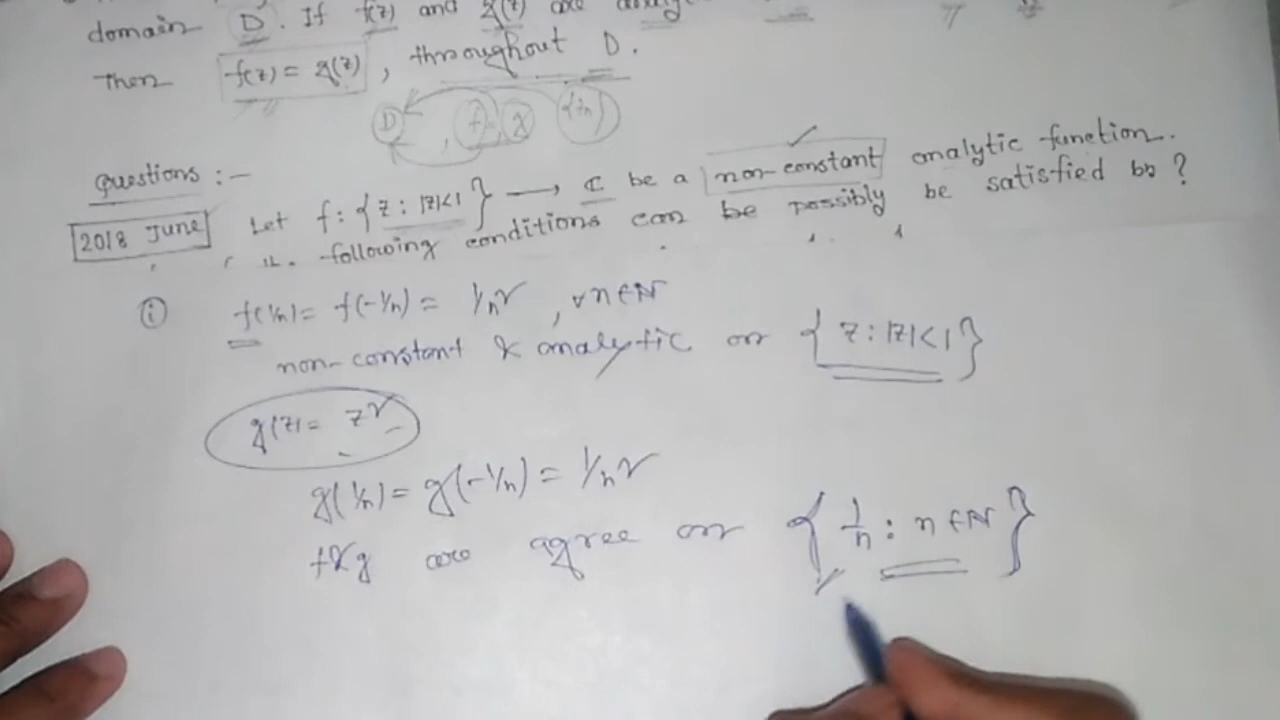 domain D. If f(z) and g(z) are
Then f(z) = g(z), throughout D.
D, f, g {zn}
Questions :-
2018 June Let f: {z: |z|<1} → ℂ be a non-constant analytic function.
following conditions can be possibly be satisfied by ?
(i) f(1/n) = f(-1/n) = 1/n², ∀ n∈N
non-constant & analytic on {z: |z|<1}
g(z) = z²
g(1/n) = g(-1/n) = 1/n²
f & g are agree on {1/n : n∈N}